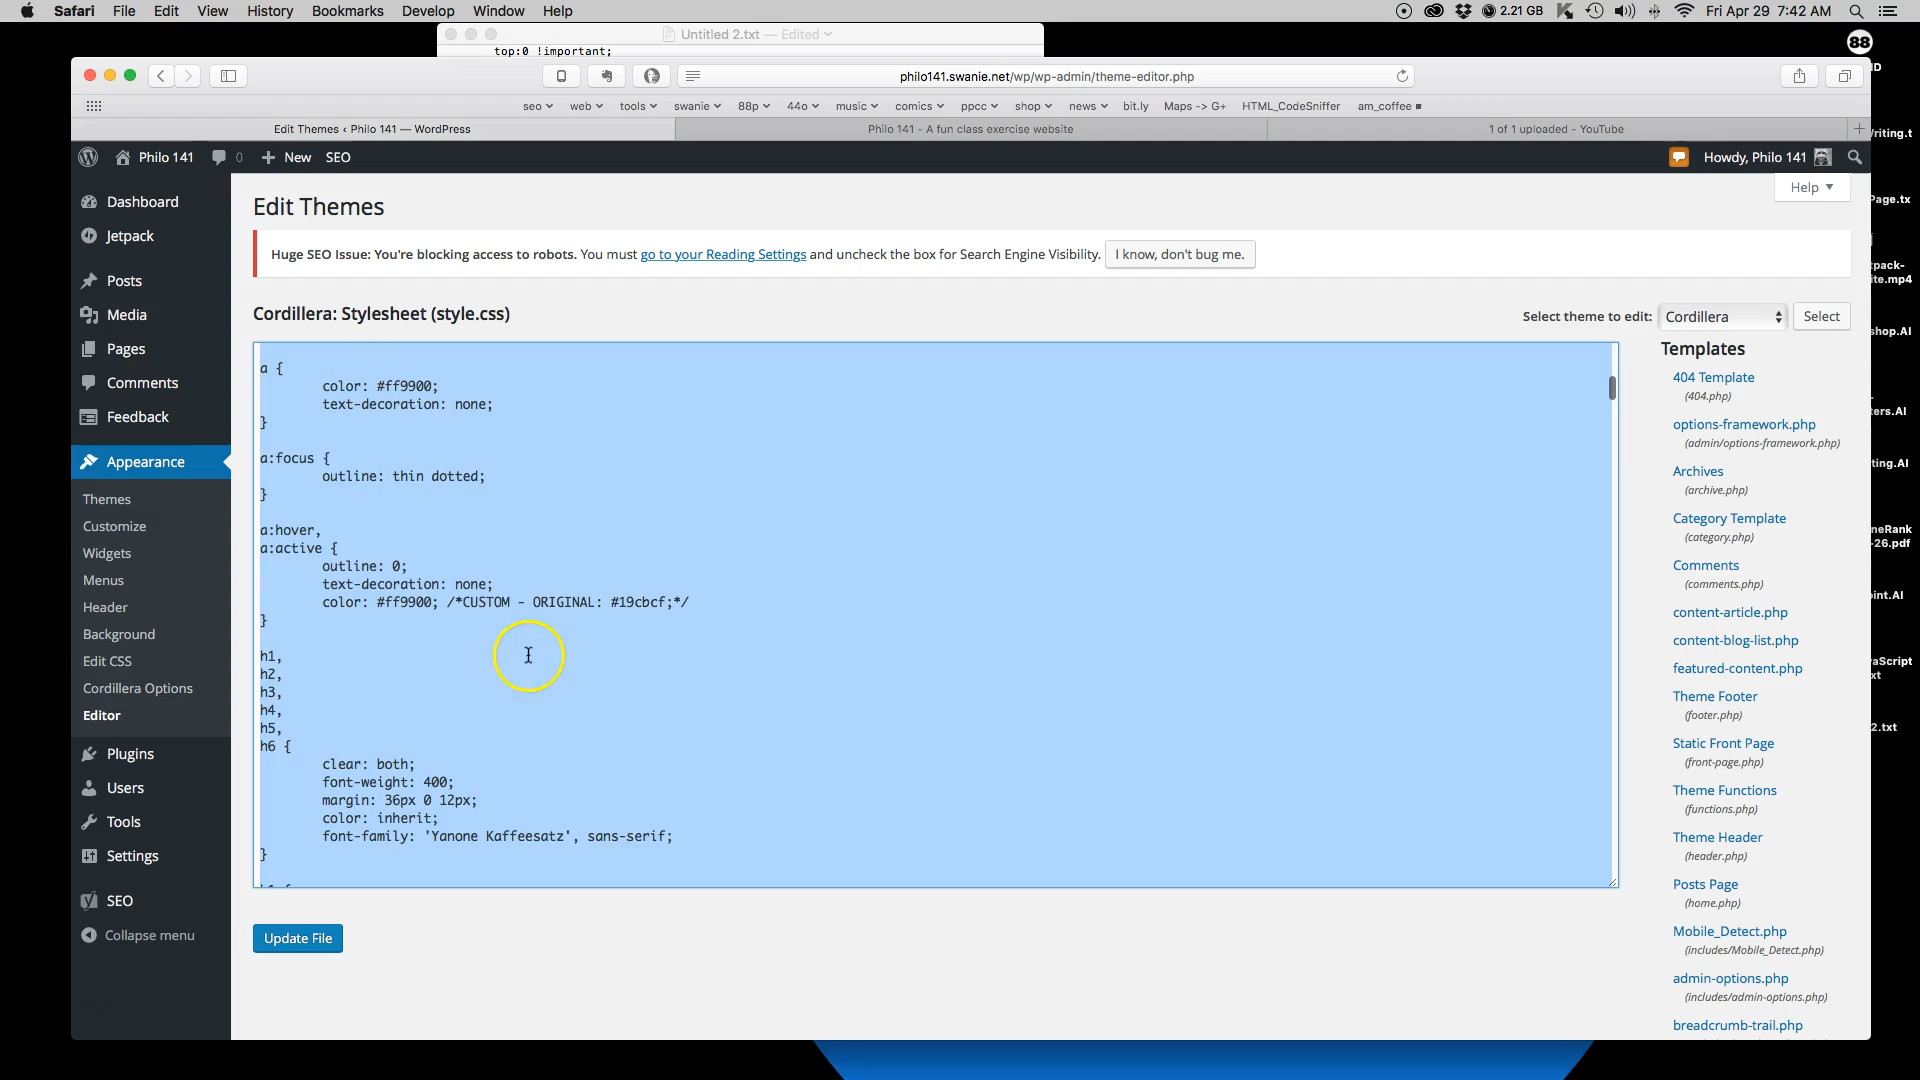 Safari File Edit View History Bookmarks Develop Window Help 2.21 GB Fri Apr 29 7:42 AM
Untitled 2.txt — Edited
top:0 !important;
88
philo141.swanie.net/wp/wp-admin/theme-editor.php
seo web tools swanie 88p 44o music comics ppcc shop news bit.ly Maps -> G+ HTML_CodeSniffer am_coffee
Edit Themes ‹ Philo 141 — WordPress
Philo 141 - A fun class exercise website
1 of 1 uploaded - YouTube
Philo 141 0 New SEO
Howdy, Philo 141
Help
Dashboard
Jetpack
Posts
Media
Pages
Comments
Feedback
Appearance
Themes
Customize
Widgets
Menus
Header
Background
Edit CSS
Cordillera Options
Editor
Plugins
Users
Tools
Settings
SEO
Collapse menu
Edit Themes
Huge SEO Issue: You're blocking access to robots. You must go to your Reading Settings and uncheck the box for Search Engine Visibility. I know, don't bug me.
Cordillera: Stylesheet (style.css)
Select theme to edit: Cordillera Select
a {
color: #ff9900;
text-decoration: none;
}
a:focus {
outline: thin dotted;
}
a:hover,
a:active {
outline: 0;
text-decoration: none;
color: #ff9900; /*CUSTOM - ORIGINAL: #19cbcf;*/
}
h1,
h2,
h3,
h4,
h5,
h6 {
clear: both;
font-weight: 400;
margin: 36px 0 12px;
color: inherit;
font-family: 'Yanone Kaffeesatz', sans-serif;
}
Update File
Templates
404 Template
(404.php)
options-framework.php
(admin/options-framework.php)
Archives
(archive.php)
Category Template
(category.php)
Comments
(comments.php)
content-article.php
content-blog-list.php
featured-content.php
Theme Footer
(footer.php)
Static Front Page
(front-page.php)
Theme Functions
(functions.php)
Theme Header
(header.php)
Posts Page
(home.php)
Mobile_Detect.php
(includes/Mobile_Detect.php)
admin-options.php
(includes/admin-options.php)
breadcrumb-trail.php